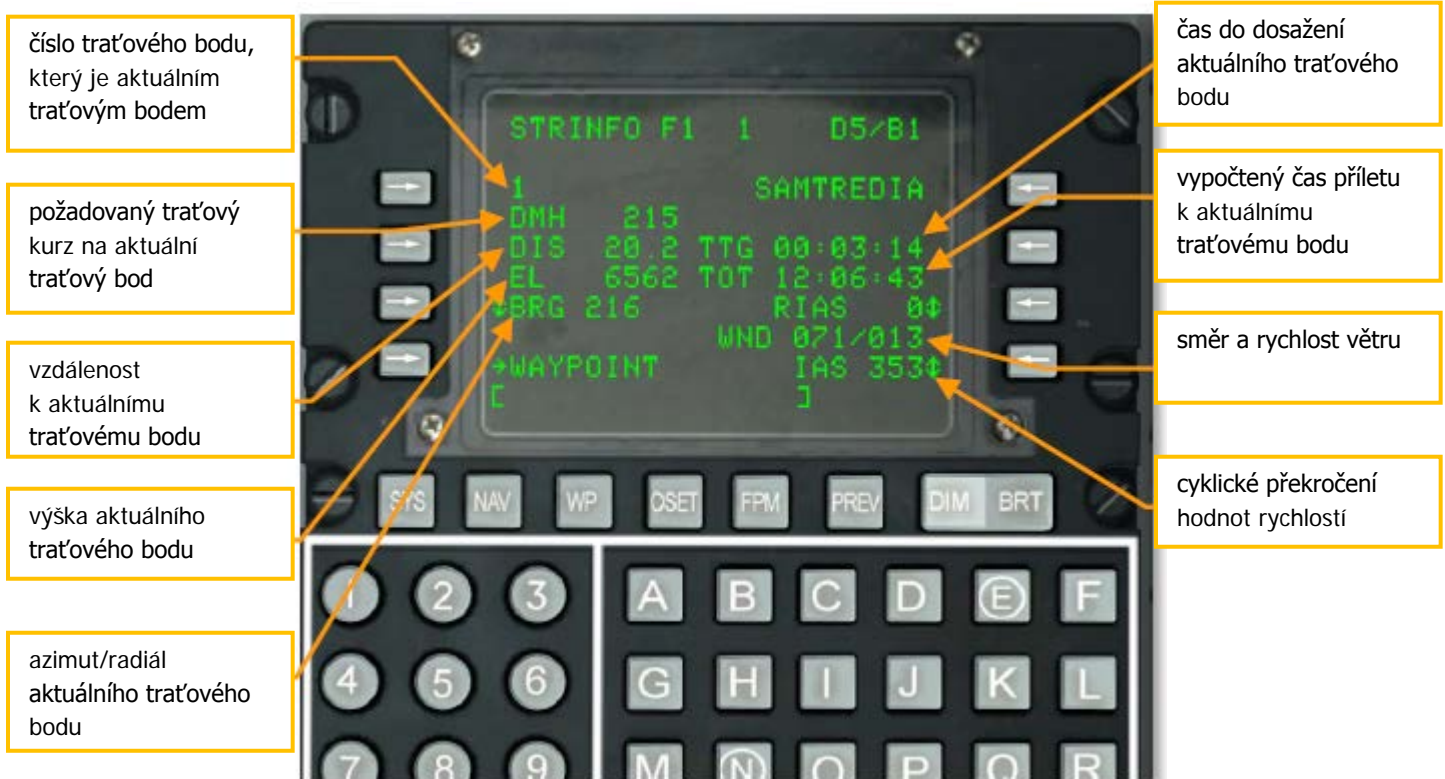 číslo traťového bodu,
který je aktuálním
traťovým bodem
požadovaný traťový
kurz na aktuální
traťový bod
vzdálenost
k aktuálnímu
traťovému bodu
výška aktuálního
traťového bodu
azimut/radiál
aktuálního traťového
bodu
STRINFO F1 1 D5/B1
1 SAMTREDIA
DMH 215
DIS 20.2 TTG 00:03:14
EL 6562 TOT 12:06:43
↕BRG 216 RIAS 0↕
WND 071/013
→WAYPOINT IAS 353↕
[ ]
SYS NAV WP OSET FPM PREV DIM BRT
1 2 3 A B C D E F
4 5 6 G H I J K L
7 8 9 M N O P Q R
čas do dosažení
aktuálního traťového
bodu
vypočtený čas příletu
k aktuálnímu
traťovému bodu
směr a rychlost větru
cyklické překročení
hodnot rychlostí